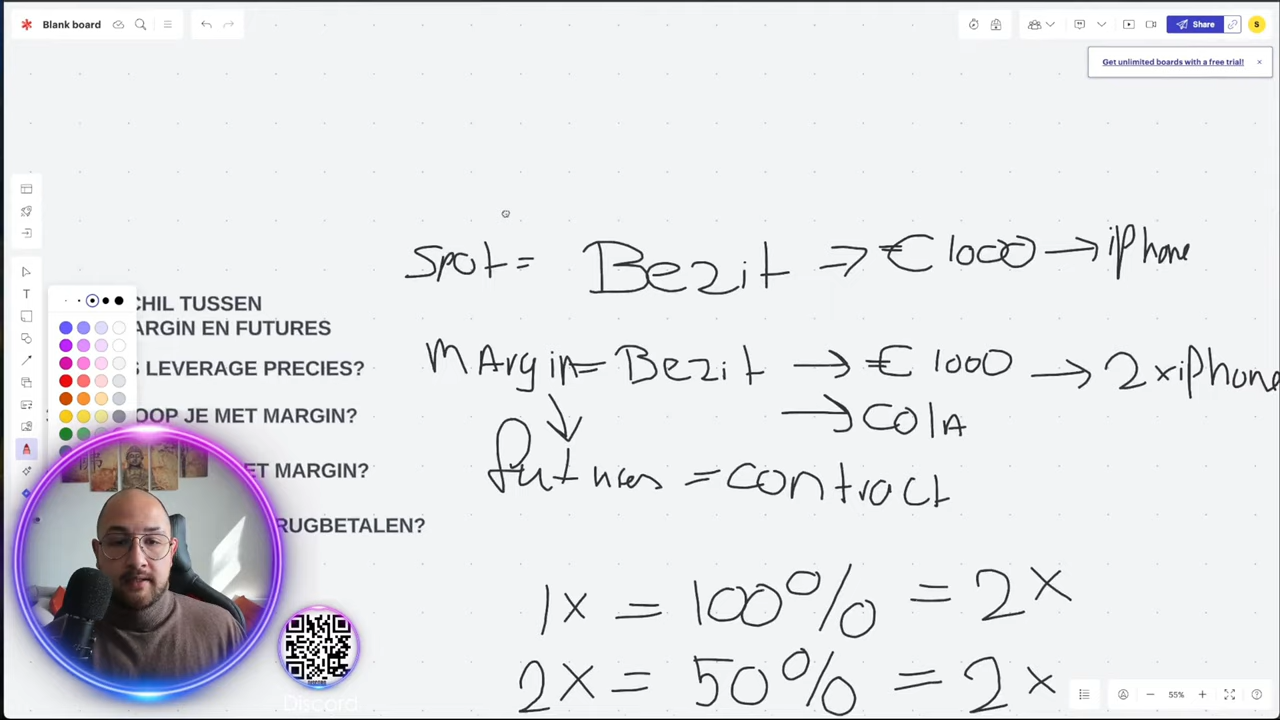 Blank board
Share
S
Get unlimited boards with a free trial!
Spot = Bezit → € 1000 → iPhone
CHIL TUSSEN
ARGIN EN FUTURES
MArgin = Bezit → € 1000 → 2xiPhone
LEVERAGE PRECIES?
→ COlA
OOP JE MET MARGIN?
futures = contract
ET MARGIN?
RUGBETALEN?
1x = 100% = 2x
2x = 50% = 2x
Discord
55%